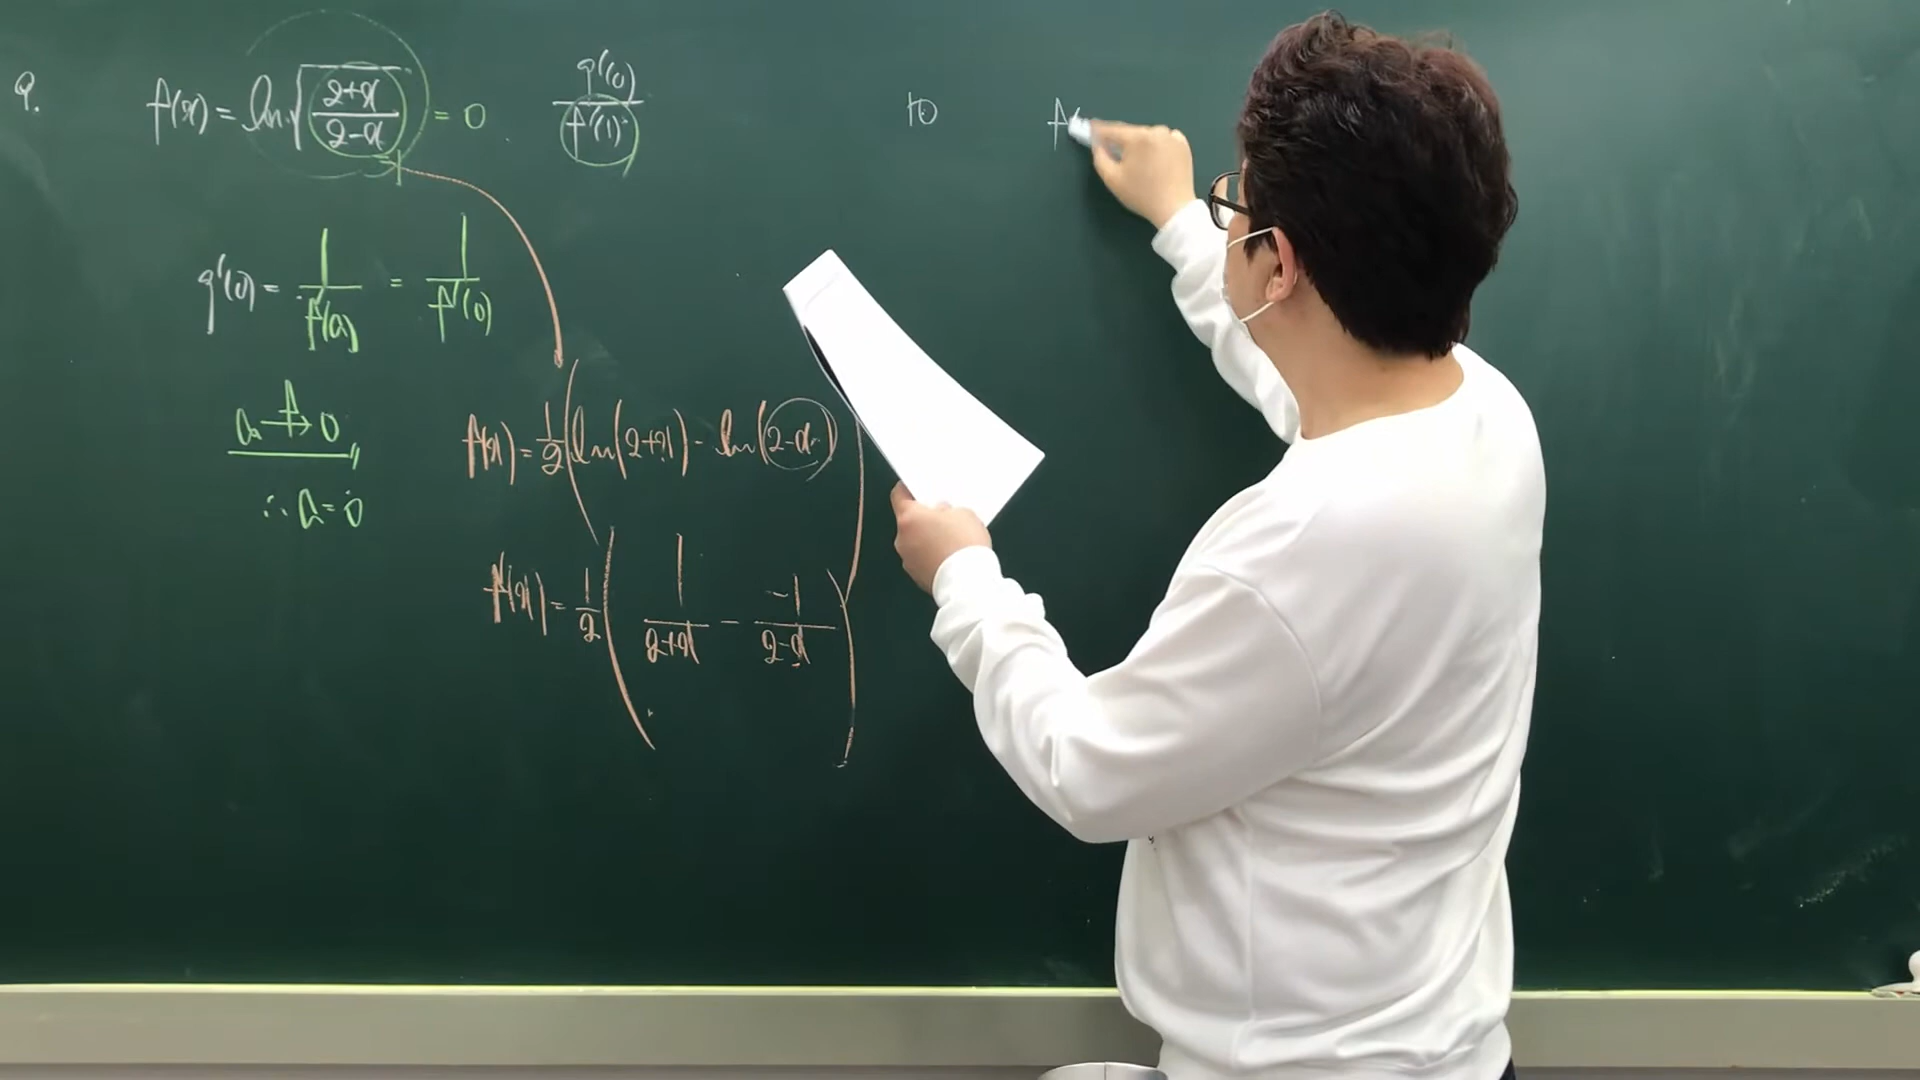 9. f(x) = ln√((2+x)/(2-x)) = 0. g'(0)/f'(1)
g'(0) = 1/f'(a) = 1/f'(0)
a →f 0
∴ a = 0
f(x) = 1/2 (ln(2+x) - ln(2-x))
f'(x) = 1/2 (1/(2+x) - -1/(2-x))
10 f(